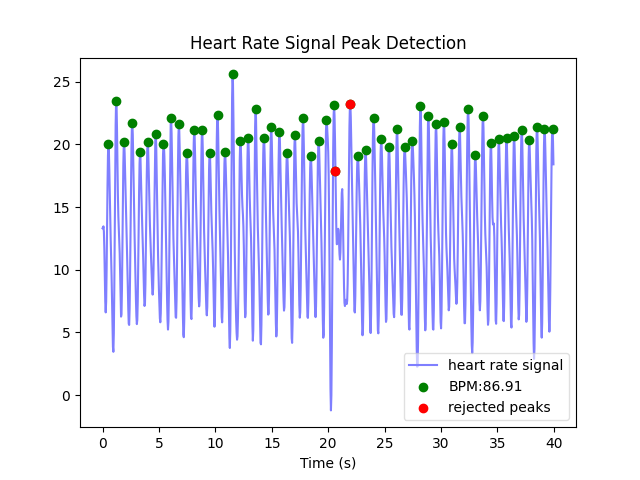 Heart Rate Signal Peak Detection
25
20
15
10
5
0
heart rate signal
BPM:86.91
rejected peaks
0 5 10 15 20 25 30 35 40
Time (s)